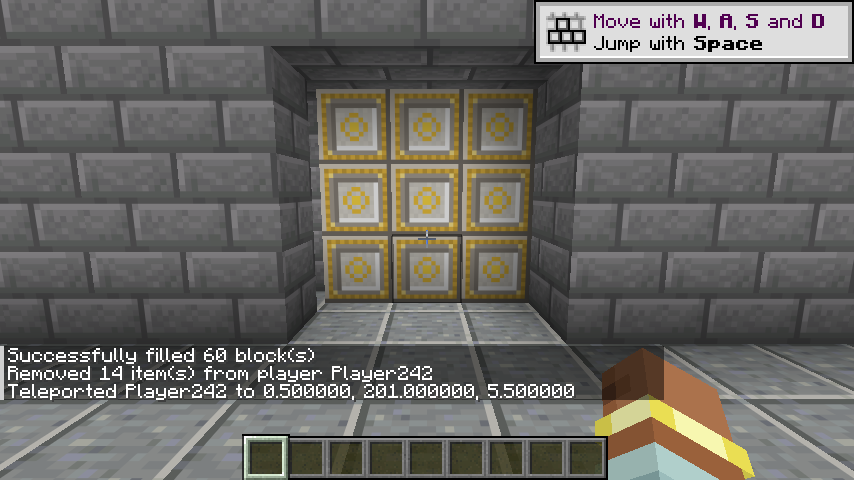 Move with W, A, S and D
Jump with Space
Successfully filled 60 block(s)
Removed 14 item(s) from player Player242
Teleported Player242 to 0.500000, 201.000000, 5.500000